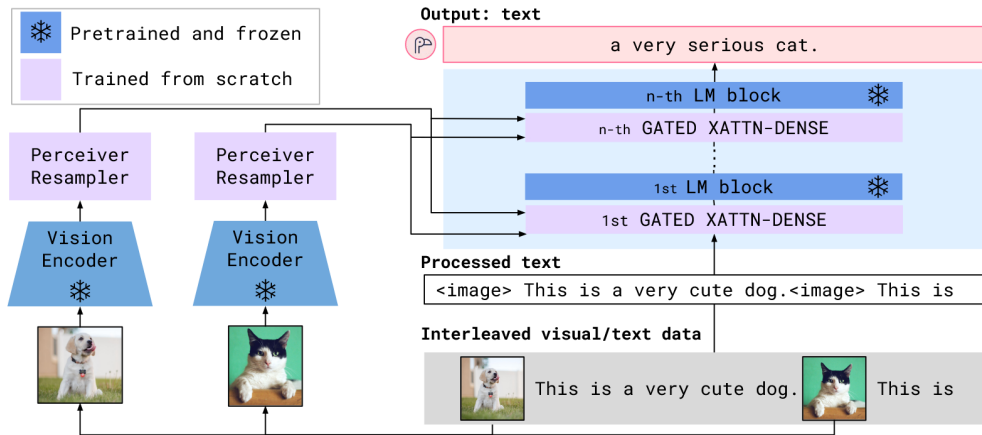 Pretrained and frozen
Trained from scratch
Output: text
a very serious cat.
n-th LM block
n-th GATED XATTN-DENSE
1st LM block
1st GATED XATTN-DENSE
Perceiver
Resampler
Perceiver
Resampler
Vision
Encoder
Vision
Encoder
Processed text
<image> This is a very cute dog.<image> This is
Interleaved visual/text data
This is a very cute dog.
This is